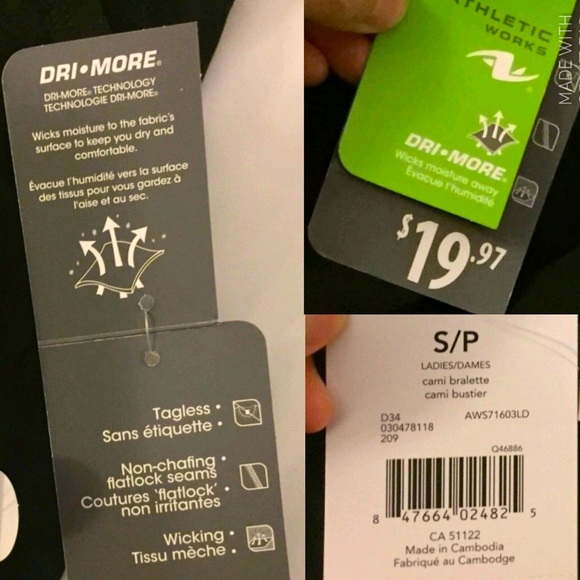 DRI•MORE®
DRI-MORE® TECHNOLOGY
TECHNOLOGIE DRI-MORE®
Wicks moisture to the fabric's
surface to keep you dry and
comfortable.
Évacue l'humidité vers la surface
des tissus pour vous gardez à
l'aise et au sec.
Tagless •
Sans étiquette •
Non-chafing
flatlock seams •
Coutures 'flatlock' •
non irritantes
Wicking •
Tissu mèche •
ATHLETIC
WORKS
DRI•MORE®
Wicks moisture away
Évacue l'humidité
$19.97
MADE WITH
S/P
LADIES/DAMES
cami bralette
cami bustier
D34 AWS71603LD
030478118
209
Q46886
8 47664 02482 5
CA 51122
Made in Cambodia
Fabriqué au Cambodge